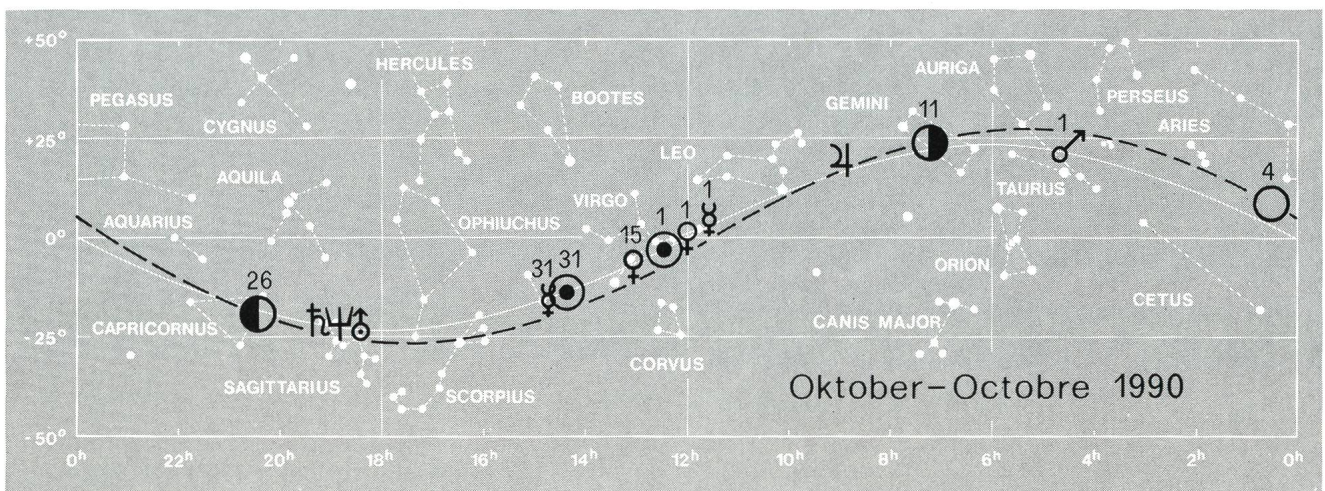 +50°
HERCULES
AURIGA
PEGASUS
BOOTES
GEMINI
11
PERSEUS
CYGNUS
1
ARIES
+25°
LEO
4
AQUILA
TAURUS
1
VIRGO
1
1
AQUARIUS
OPHIUCHUS
15
0°
31
31
ORION
26
CETUS
CAPRICORNUS
CANIS MAJOR
-25°
CORVUS
SAGITTARIUS
SCORPIUS
Oktober – Octobre 1990
-50°
0h 22h 20h 18h 16h 14h 12h 10h 8h 6h 4h 2h 0h